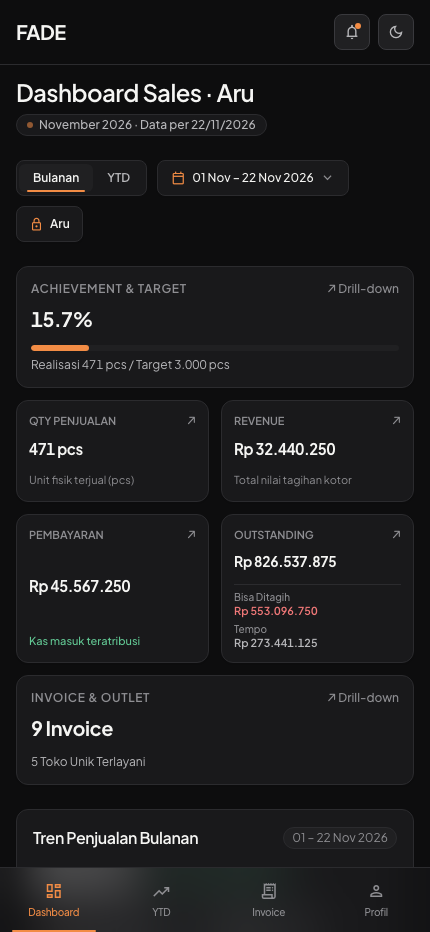 FADE
Dashboard Sales · Aru
November 2026 · Data per 22/11/2026
Bulanan YTD 01 Nov – 22 Nov 2026
Aru
ACHIEVEMENT & TARGET Drill-down
15.7%
Realisasi 471 pcs / Target 3.000 pcs
QTY PENJUALAN
471 pcs
Unit fisik terjual (pcs)
REVENUE
Rp 32.440.250
Total nilai tagihan kotor
PEMBAYARAN
Rp 45.567.250
Kas masuk teratribusi
OUTSTANDING
Rp 826.537.875
Bisa Ditagih
Rp 553.096.750
Tempo
Rp 273.441.125
INVOICE & OUTLET Drill-down
9 Invoice
5 Toko Unik Terlayani
Tren Penjualan Bulanan 01 – 22 Nov 2026
Dashboard YTD Invoice Profil